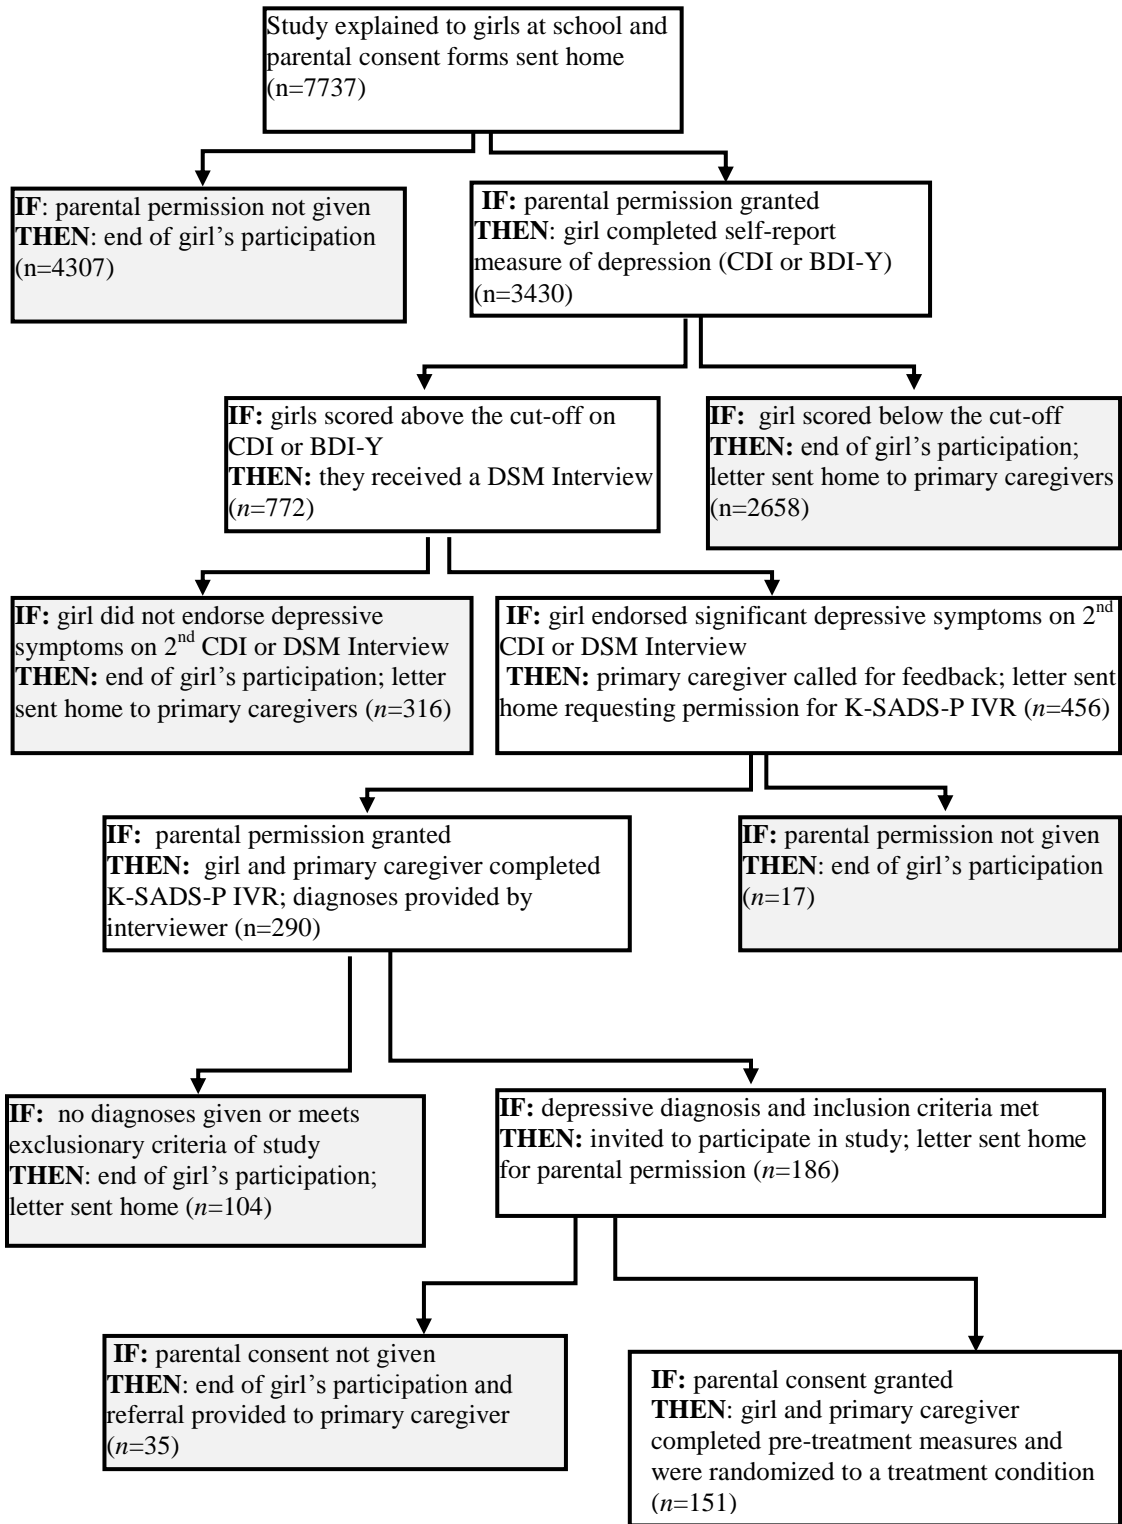 Study explained to girls at school and
parental consent forms sent home
(n=7737)
IF: parental permission not given
THEN: end of girl’s participation
(n=4307)
IF: parental permission granted
THEN: girl completed self-report
measure of depression (CDI or BDI-Y)
(n=3430)
IF: girls scored above the cut-off on
CDI or BDI-Y
THEN: they received a DSM Interview
(n=772)
IF: girl scored below the cut-off
THEN: end of girl’s participation;
letter sent home to primary caregivers
(n=2658)
IF: girl did not endorse depressive
symptoms on 2nd CDI or DSM Interview
THEN: end of girl’s participation; letter
sent home to primary caregivers (n=316)
IF: girl endorsed significant depressive symptoms on 2nd
CDI or DSM Interview
THEN: primary caregiver called for feedback; letter sent
home requesting permission for K-SADS-P IVR (n=456)
IF: parental permission granted
THEN: girl and primary caregiver completed
K-SADS-P IVR; diagnoses provided by
interviewer (n=290)
IF: parental permission not given
THEN: end of girl’s participation
(n=17)
IF: no diagnoses given or meets
exclusionary criteria of study
THEN: end of girl’s participation;
letter sent home (n=104)
IF: depressive diagnosis and inclusion criteria met
THEN: invited to participate in study; letter sent home
for parental permission (n=186)
IF: parental consent not given
THEN: end of girl’s participation and
referral provided to primary caregiver
(n=35)
IF: parental consent granted
THEN: girl and primary caregiver
completed pre-treatment measures and
were randomized to a treatment condition
(n=151)